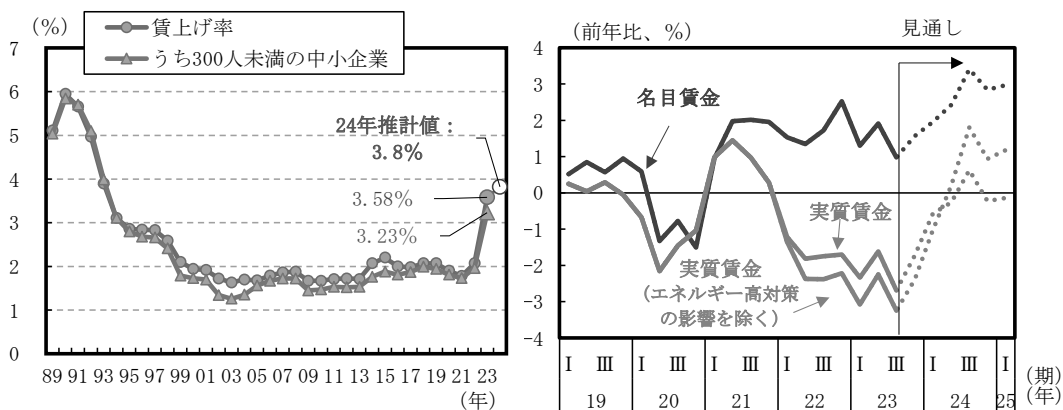 （%）
賃上げ率
うち300人未満の中小企業
7
6
5
4
3
2
1
0
24年推計値：
3.8%
3.58%
3.23%
89 91 93 95 97 99 01 03 05 07 09 11 13 15 17 19 21 23
（年）
（前年比、%）
見通し
4
3
2
1
0
-1
-2
-3
-4
名目賃金
実質賃金
実質賃金
（エネルギー高対策
の影響を除く）
Ⅰ Ⅲ Ⅰ Ⅲ Ⅰ Ⅲ Ⅰ Ⅲ Ⅰ Ⅲ Ⅰ Ⅲ Ⅰ （期）
19 20 21 22 23 24 25 （年）